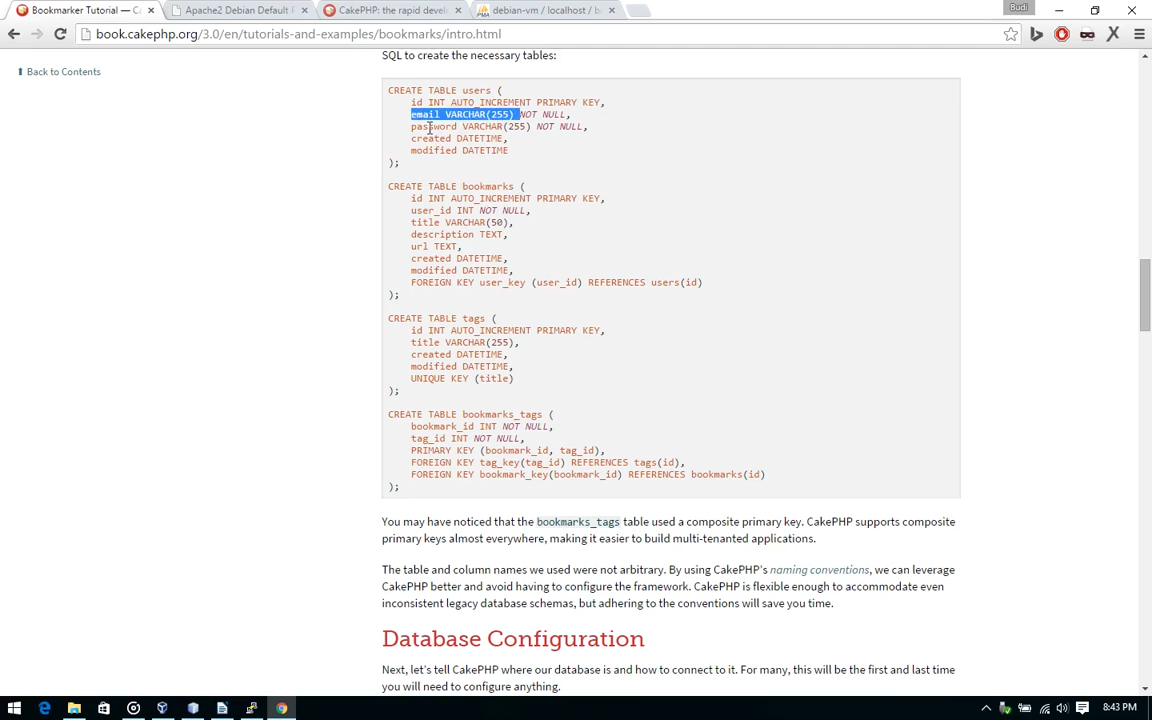 Bookmarker Tutorial — C
Apache2 Debian Default P
CakePHP: the rapid devel
debian-vm / localhost / b
Budi
book.cakephp.org/3.0/en/tutorials-and-examples/bookmarks/intro.html
Back to Contents
SQL to create the necessary tables:
CREATE TABLE users (
id INT AUTO_INCREMENT PRIMARY KEY,
email VARCHAR(255) NOT NULL,
password VARCHAR(255) NOT NULL,
created DATETIME,
modified DATETIME
);
CREATE TABLE bookmarks (
id INT AUTO_INCREMENT PRIMARY KEY,
user_id INT NOT NULL,
title VARCHAR(50),
description TEXT,
url TEXT,
created DATETIME,
modified DATETIME,
FOREIGN KEY user_key (user_id) REFERENCES users(id)
);
CREATE TABLE tags (
id INT AUTO_INCREMENT PRIMARY KEY,
title VARCHAR(255),
created DATETIME,
modified DATETIME,
UNIQUE KEY (title)
);
CREATE TABLE bookmarks_tags (
bookmark_id INT NOT NULL,
tag_id INT NOT NULL,
PRIMARY KEY (bookmark_id, tag_id),
FOREIGN KEY tag_key(tag_id) REFERENCES tags(id),
FOREIGN KEY bookmark_key(bookmark_id) REFERENCES bookmarks(id)
);
You may have noticed that the bookmarks_tags table used a composite primary key. CakePHP supports composite
primary keys almost everywhere, making it easier to build multi-tenanted applications.
The table and column names we used were not arbitrary. By using CakePHP's naming conventions, we can leverage
CakePHP better and avoid having to configure the framework. CakePHP is flexible enough to accommodate even
inconsistent legacy database schemas, but adhering to the conventions will save you time.
Database Configuration
Next, let's tell CakePHP where our database is and how to connect to it. For many, this will be the first and last time
you will need to configure anything.
8:43 PM